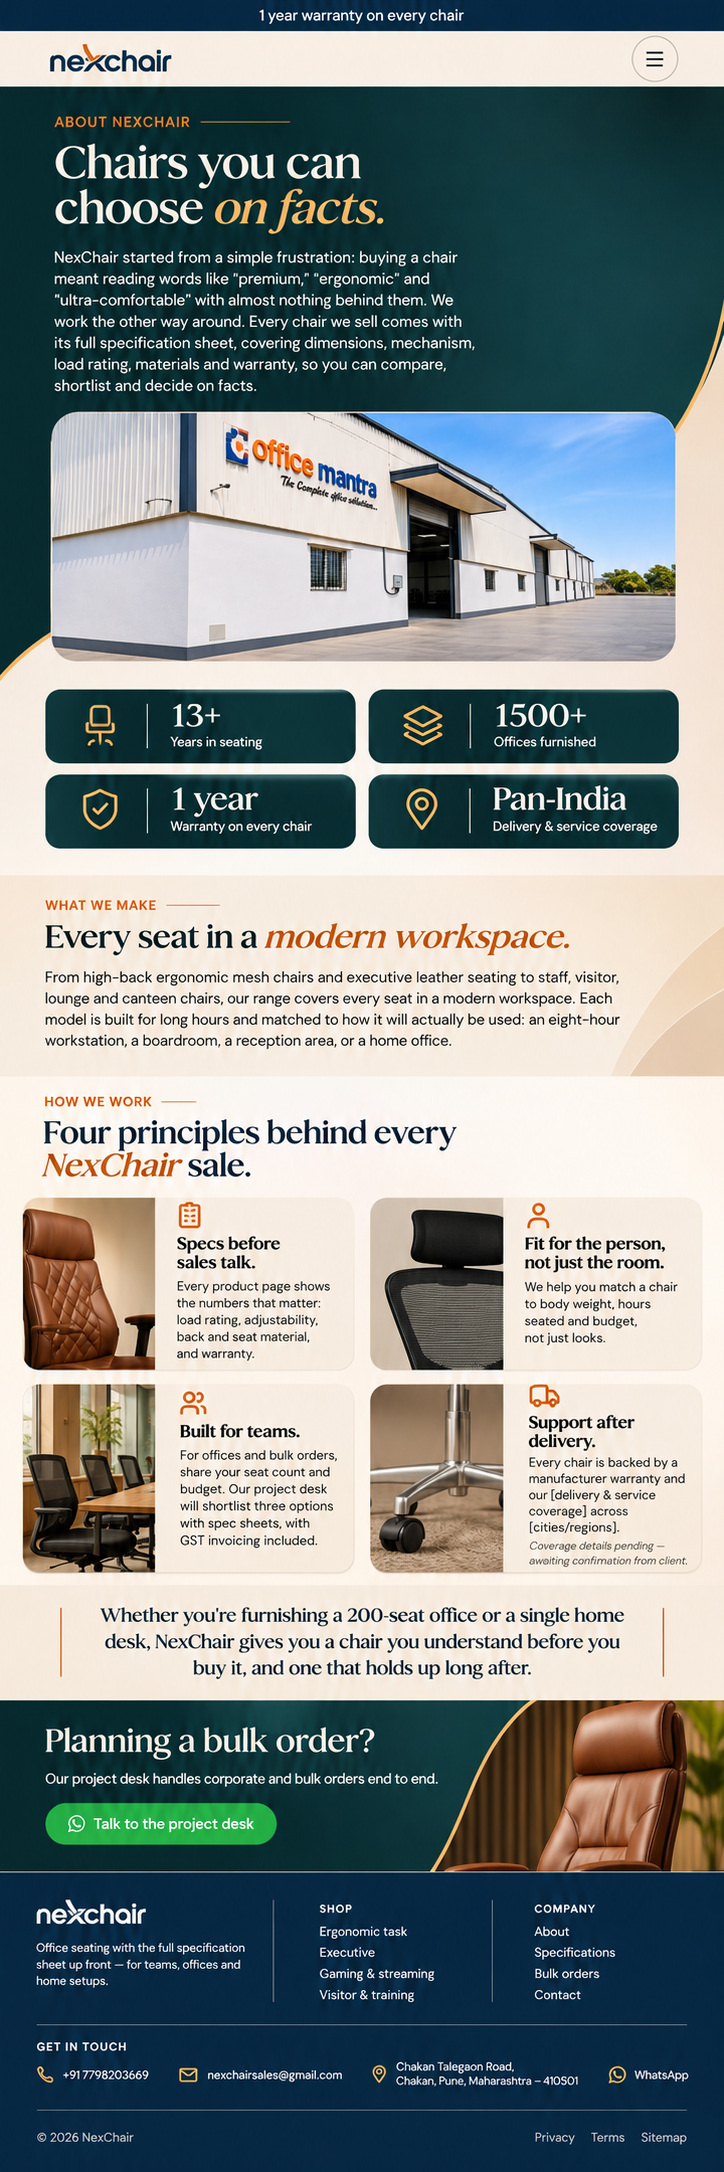 1 year warranty on every chair
nexchair
ABOUT NEXCHAIR
Chairs you can
choose on facts.
NexChair started from a simple frustration: buying a chair
meant reading words like “premium,” “ergonomic” and
“ultra-comfortable” with almost nothing behind them. We
work the other way around. Every chair we sell comes with
its full specification sheet, covering dimensions, mechanism,
load rating, materials and warranty, so you can compare,
shortlist and decide on facts.
office mantra
The Complete office solution...
13+
Years in seating
1500+
Offices furnished
1 year
Warranty on every chair
Pan-India
Delivery & service coverage
WHAT WE MAKE
Every seat in a modern workspace.
From high-back ergonomic mesh chairs and executive leather seating to staff, visitor,
lounge and canteen chairs, our range covers every seat in a modern workspace. Each
model is built for long hours and matched to how it will actually be used: an eight-hour
workstation, a boardroom, a reception area, or a home office.
HOW WE WORK
Four principles behind every
NexChair sale.
Specs before
sales talk.
Every product page shows
the numbers that matter:
load rating, adjustability,
back and seat material,
and warranty.
Fit for the person,
not just the room.
We help you match a chair
to body weight, hours
seated and budget,
not just looks.
Built for teams.
For offices and bulk orders,
share your seat count and
budget. Our project desk
will shortlist three options
with spec sheets, with
GST invoicing included.
Support after
delivery.
Every chair is backed by a
manufacturer warranty and
our [delivery & service
coverage] across
[cities/regions].
Coverage details pending —
awaiting confimation from client.
Whether you're furnishing a 200-seat office or a single home
desk, NexChair gives you a chair you understand before you
buy it, and one that holds up long after.
Planning a bulk order?
Our project desk handles corporate and bulk orders end to end.
Talk to the project desk
nexchair
Office seating with the full specification
sheet up front — for teams, offices and
home setups.
SHOP
Ergonomic task
Executive
Gaming & streaming
Visitor & training
COMPANY
About
Specifications
Bulk orders
Contact
GET IN TOUCH
+91 7798203669
nexchairsales@gmail.com
Chakan Talegaon Road,
Chakan, Pune, Maharashtra – 410501
WhatsApp
© 2026 NexChair
Privacy Terms Sitemap